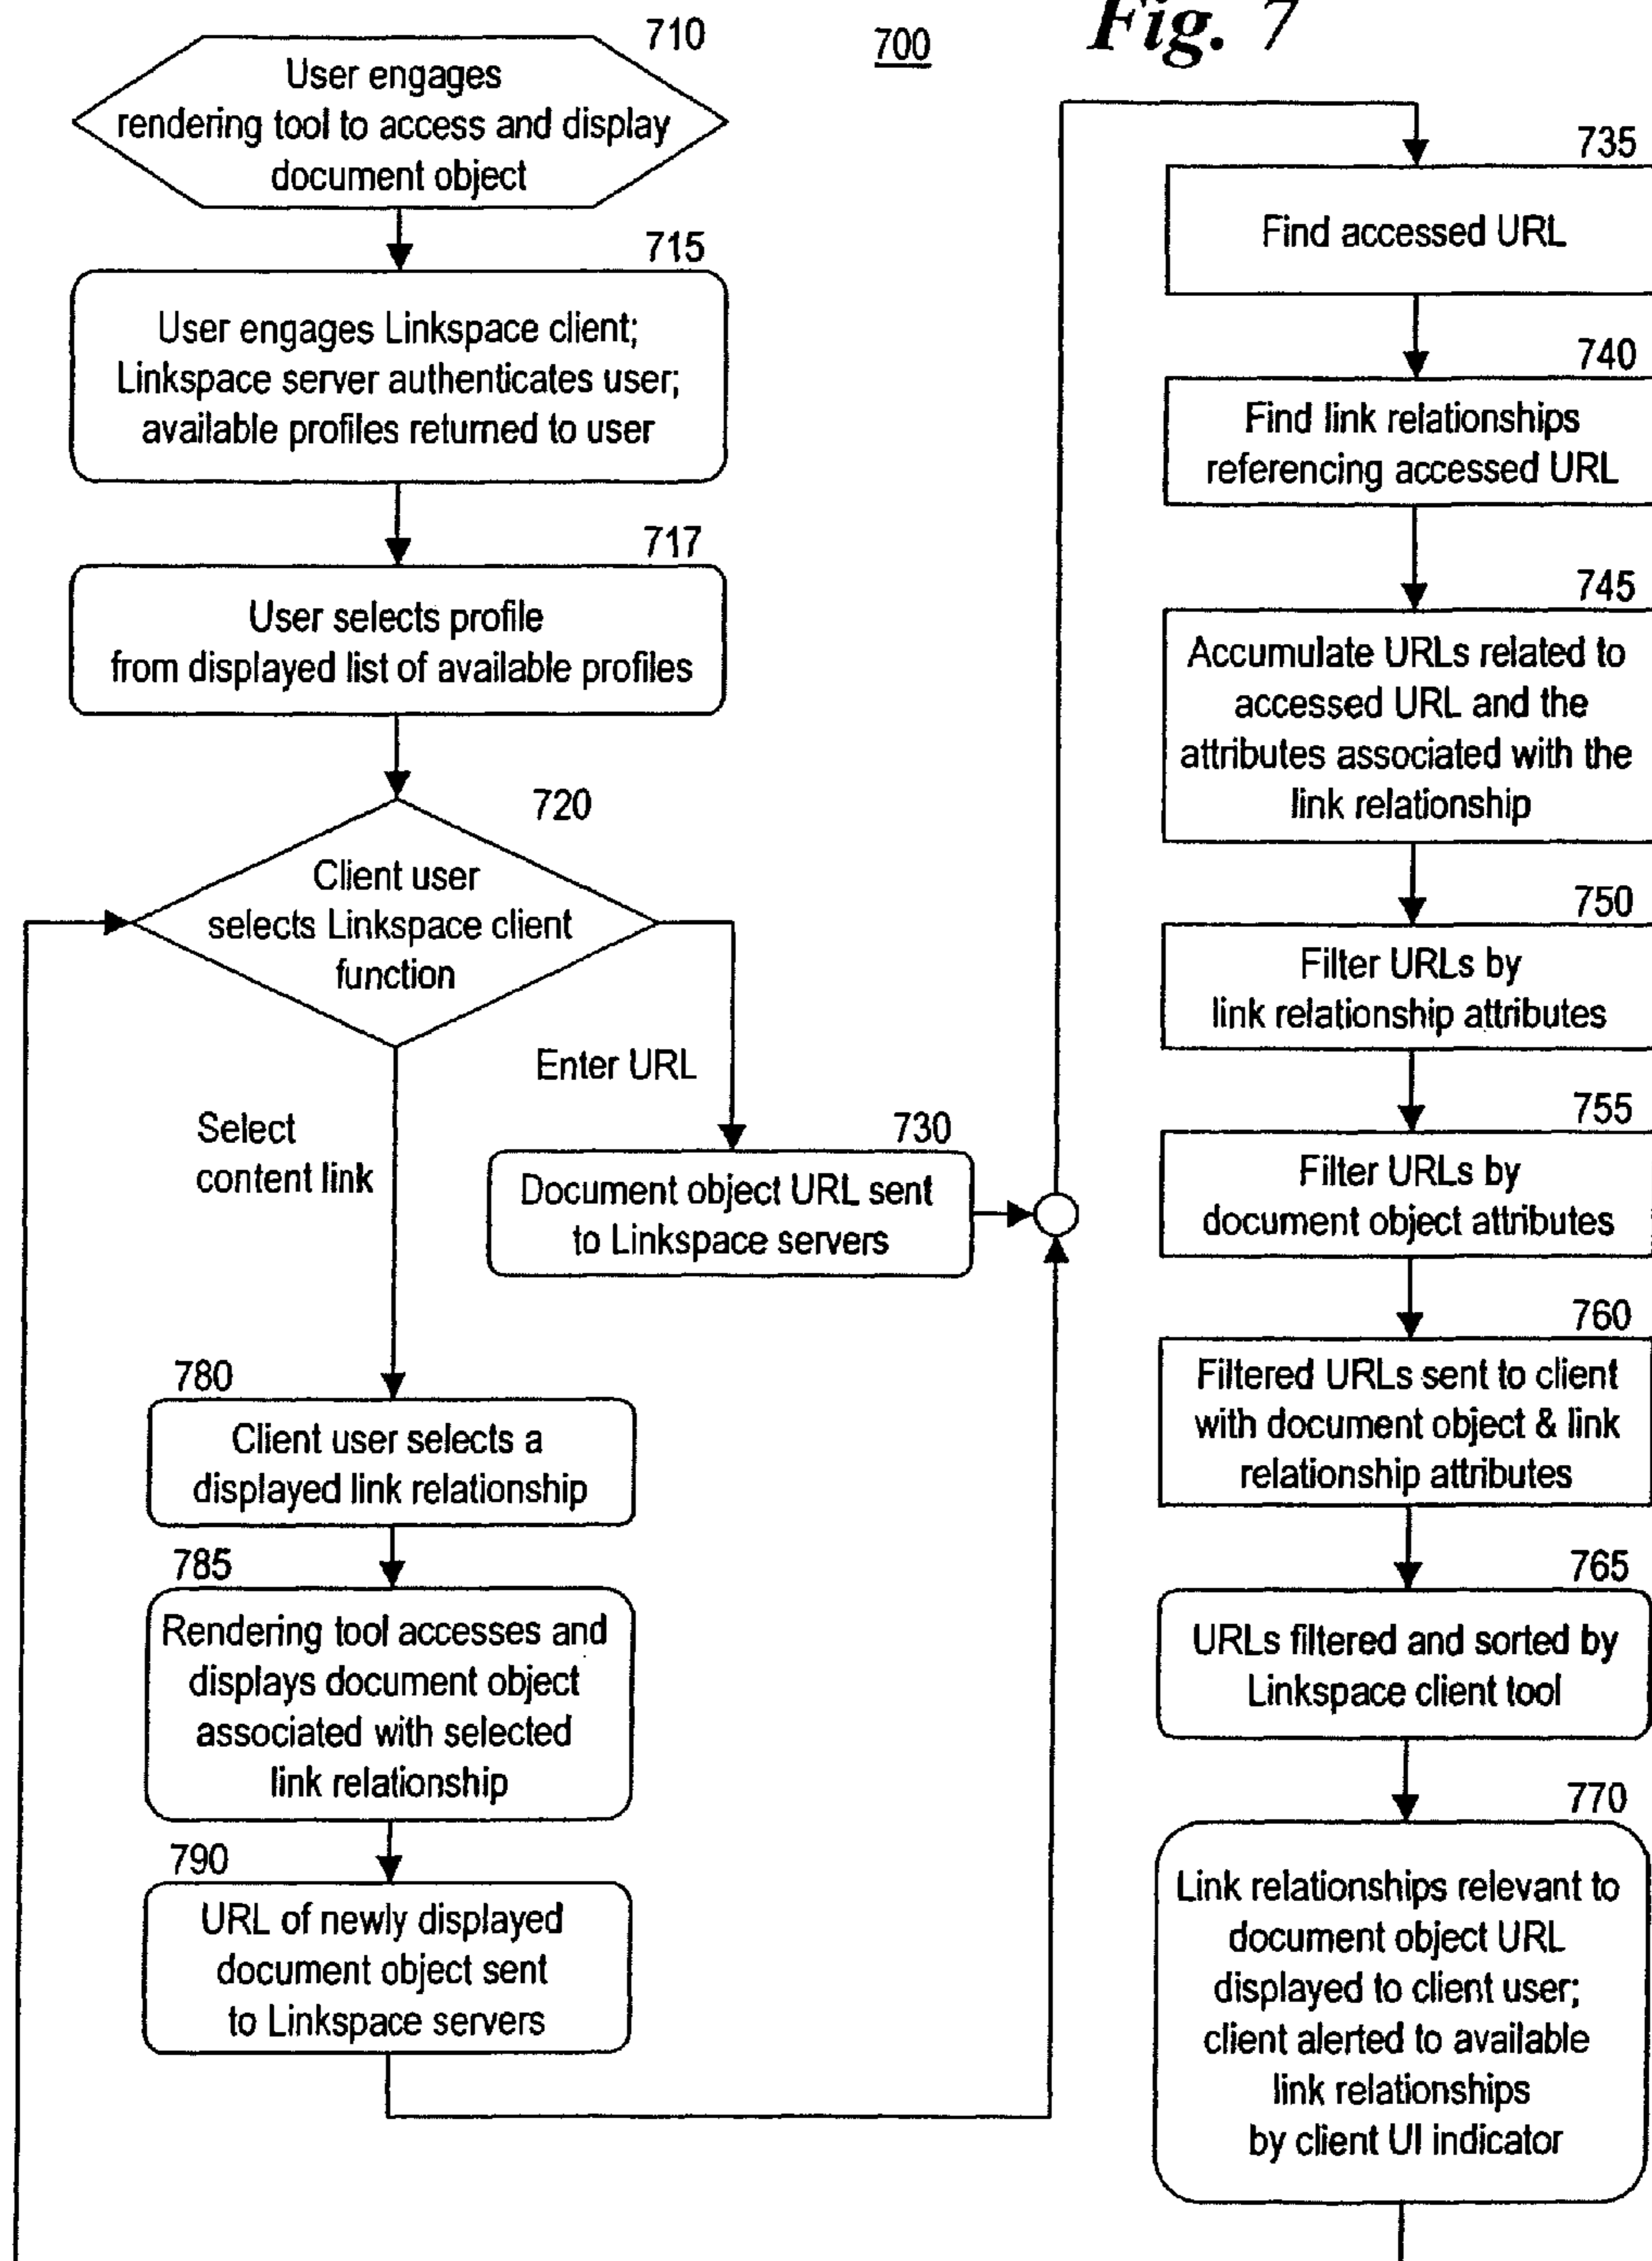 Fig. 7
700
710
User engages
rendering tool to access and display
document object
715
User engages Linkspace client;
Linkspace server authenticates user;
available profiles returned to user
717
User selects profile
from displayed list of available profiles
720
Client user
selects Linkspace client
function
Enter URL
Select
content link
730
Document object URL sent
to Linkspace servers
780
Client user selects a
displayed link relationship
785
Rendering tool accesses and
displays document object
associated with selected
link relationship
790
URL of newly displayed
document object sent
to Linkspace servers
735
Find accessed URL
740
Find link relationships
referencing accessed URL
745
Accumulate URLs related to
accessed URL and the
attributes associated with the
link relationship
750
Filter URLs by
link relationship attributes
755
Filter URLs by
document object attributes
760
Filtered URLs sent to client
with document object & link
relationship attributes
765
URLs filtered and sorted by
Linkspace client tool
770
Link relationships relevant to
document object URL
displayed to client user;
client alerted to available
link relationships
by client UI indicator